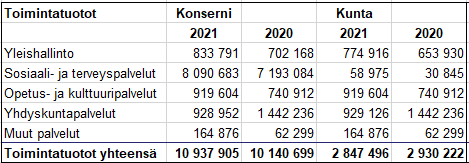 Toimintatuotot Konserni Kunta
2021 2020 2021 2020
Yleishallinto 833 791 702 168 774 916 653 930
Sosiaali- ja terveyspalvelut 8 090 683 7 193 084 58 975 30 845
Opetus- ja kulttuuripalvelut 919 604 740 912 919 604 740 912
Yhdyskuntapalvelut 928 952 1 442 236 929 126 1 442 236
Muut palvelut 164 876 62 299 164 876 62 299
Toimintatuotot yhteensä 10 937 905 10 140 699 2 847 496 2 930 222